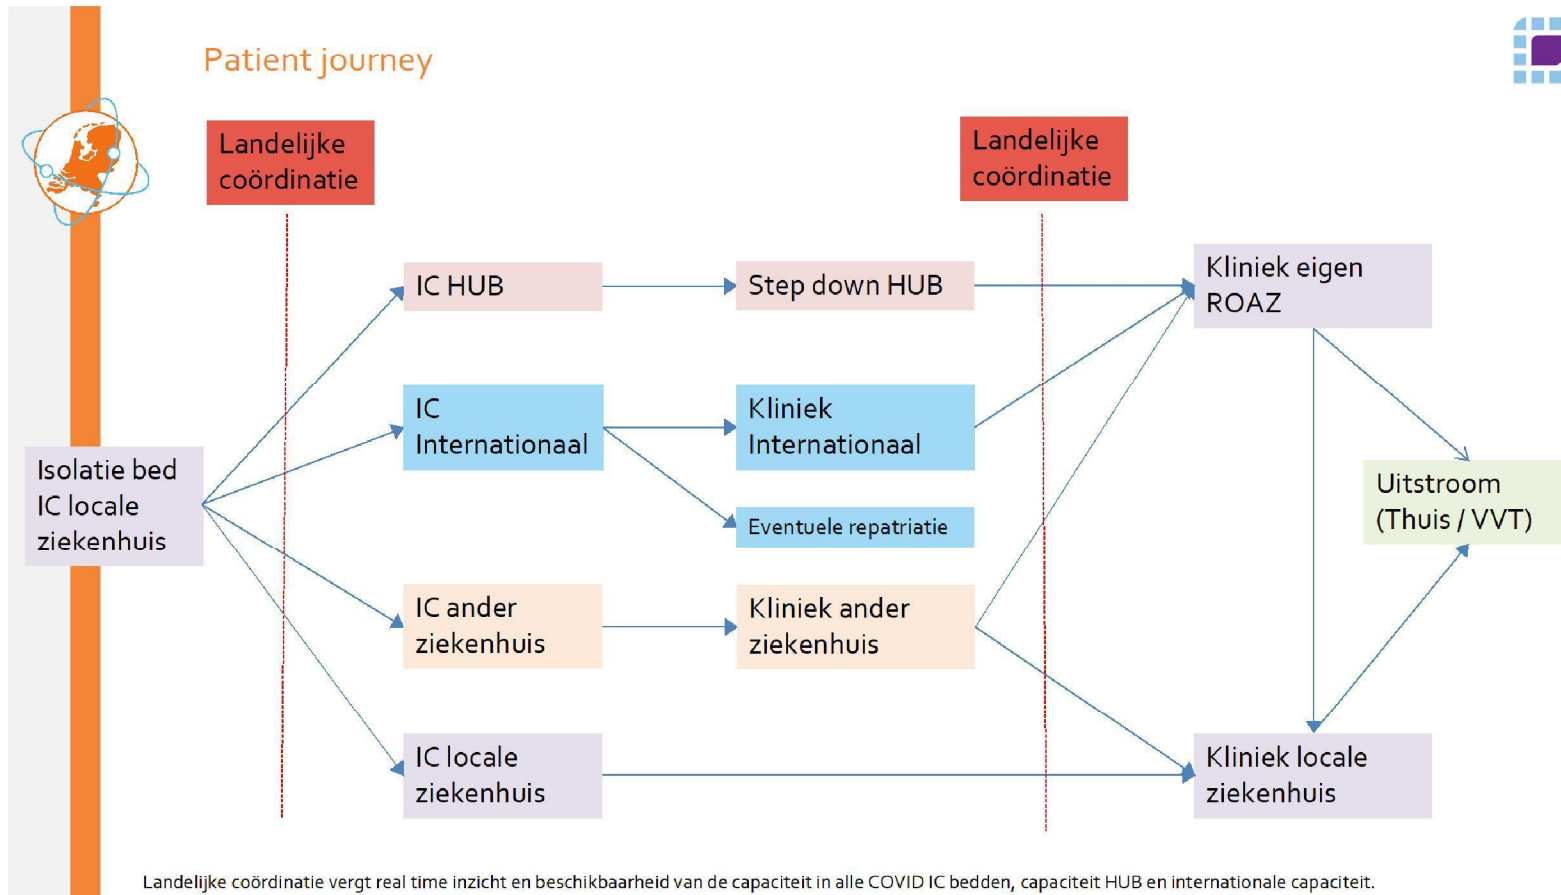 Patient journey
Landelijke
coördinatie
Landelijke
coördinatie
IC HUB
Step down HUB
Kliniek eigen
ROAZ
IC
Internationaal
Kliniek
Internationaal
Isolatie bed
IC locale
ziekenhuis
Eventuele repatriatie
Uitstroom
(Thuis / VVT)
IC ander
ziekenhuis
Kliniek ander
ziekenhuis
IC locale
ziekenhuis
Kliniek locale
ziekenhuis
Landelijke coördinatie vergt real time inzicht en beschikbaarheid van de capaciteit in alle COVID IC bedden, capaciteit HUB en internationale capaciteit.